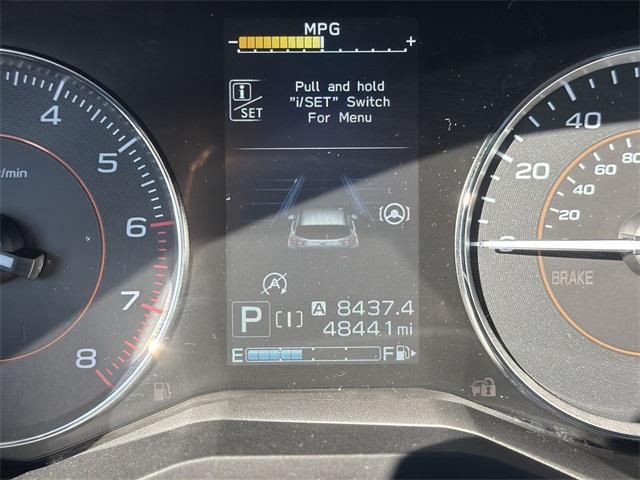 MPG
- +
i/SET
Pull and hold
"i/SET" Switch
For Menu
4
5
6
7
8
r/min
A
A 8437.4
P [ I ] 48441 mi
E F
0
20
40
20
40
60
80
BRAKE